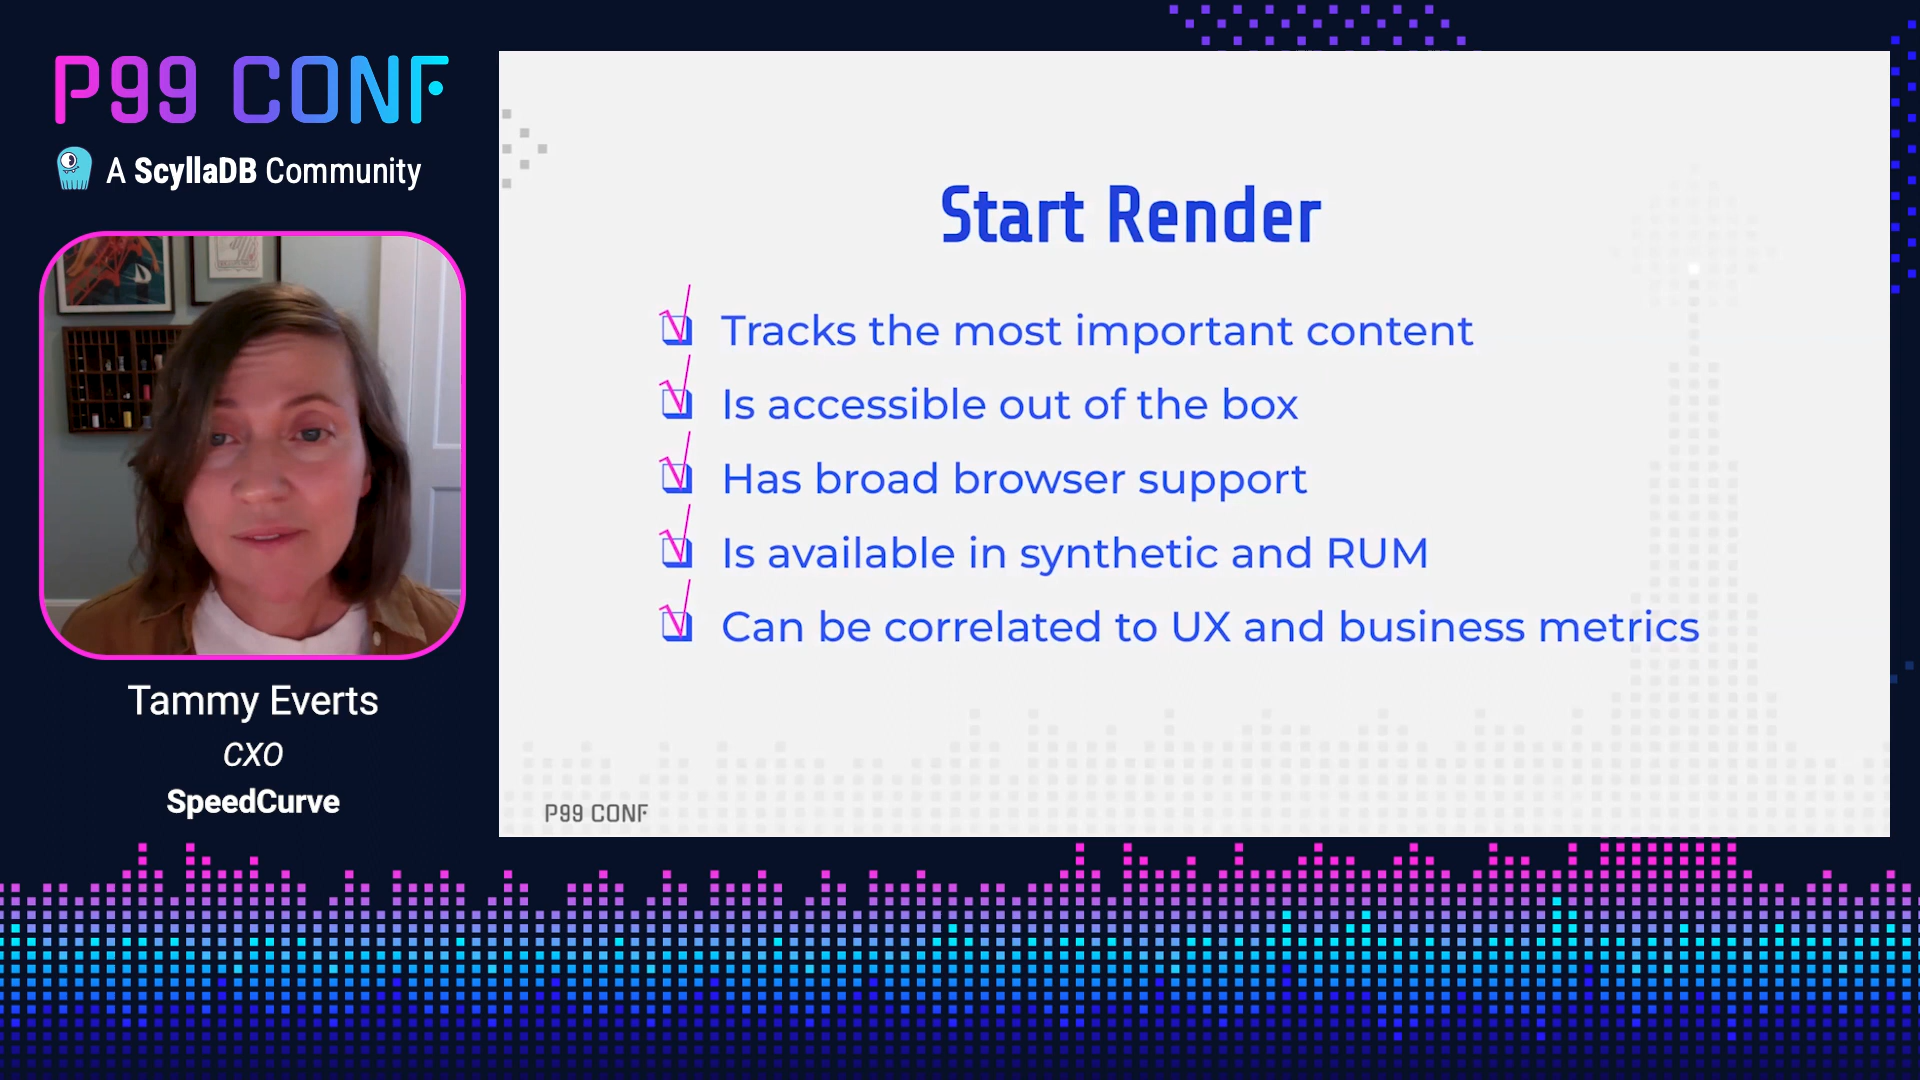 P99 CONF
A ScyllaDB Community
Tammy Everts
CXO
SpeedCurve
Start Render
Tracks the most important content
Is accessible out of the box
Has broad browser support
Is available in synthetic and RUM
Can be correlated to UX and business metrics
P99 CONF